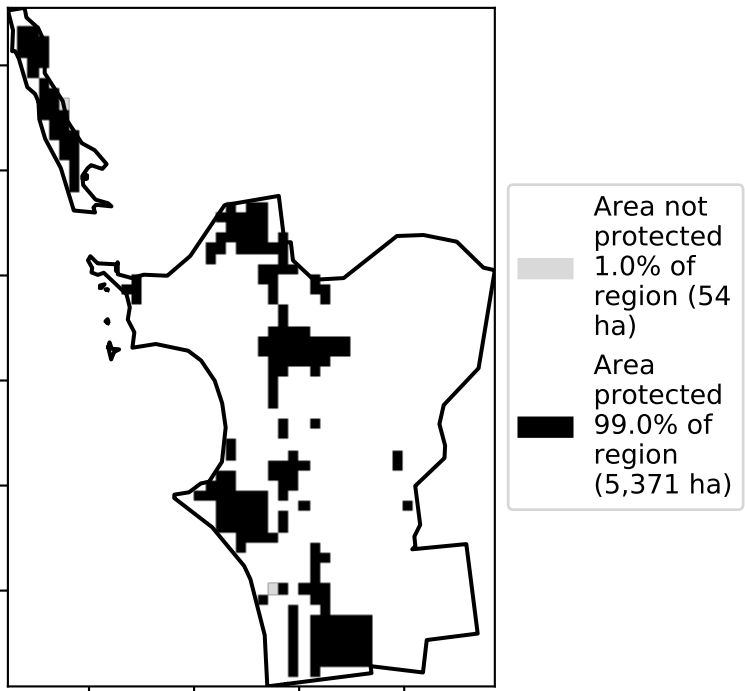 Area not
protected
1.0% of
region (54
ha)
Area
protected
99.0% of
region
(5,371 ha)